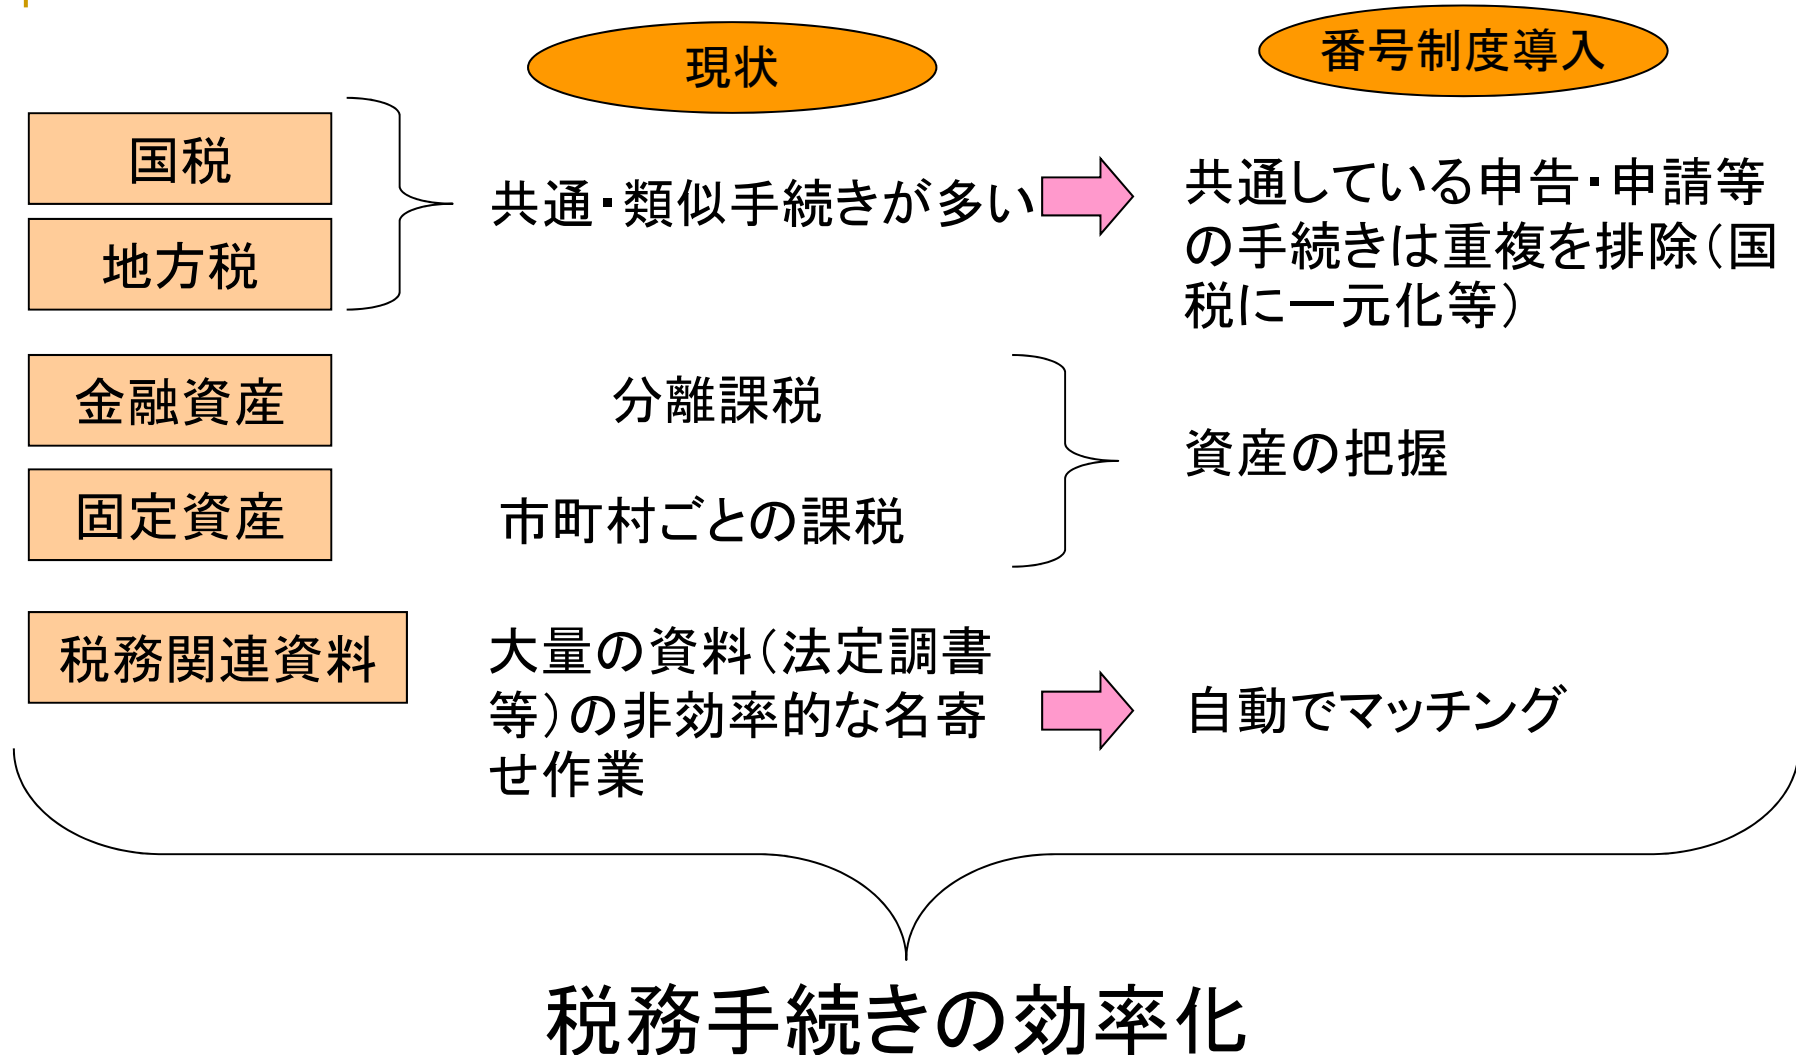 現状
番号制度導入
国税
地方税
共通・類似手続きが多い
共通している申告・申請等
の手続きは重複を排除（国
税に一元化等）
金融資産
分離課税
固定資産
市町村ごとの課税
資産の把握
税務関連資料
大量の資料（法定調書
等）の非効率的な名寄
せ作業
自動でマッチング
税務手続きの効率化